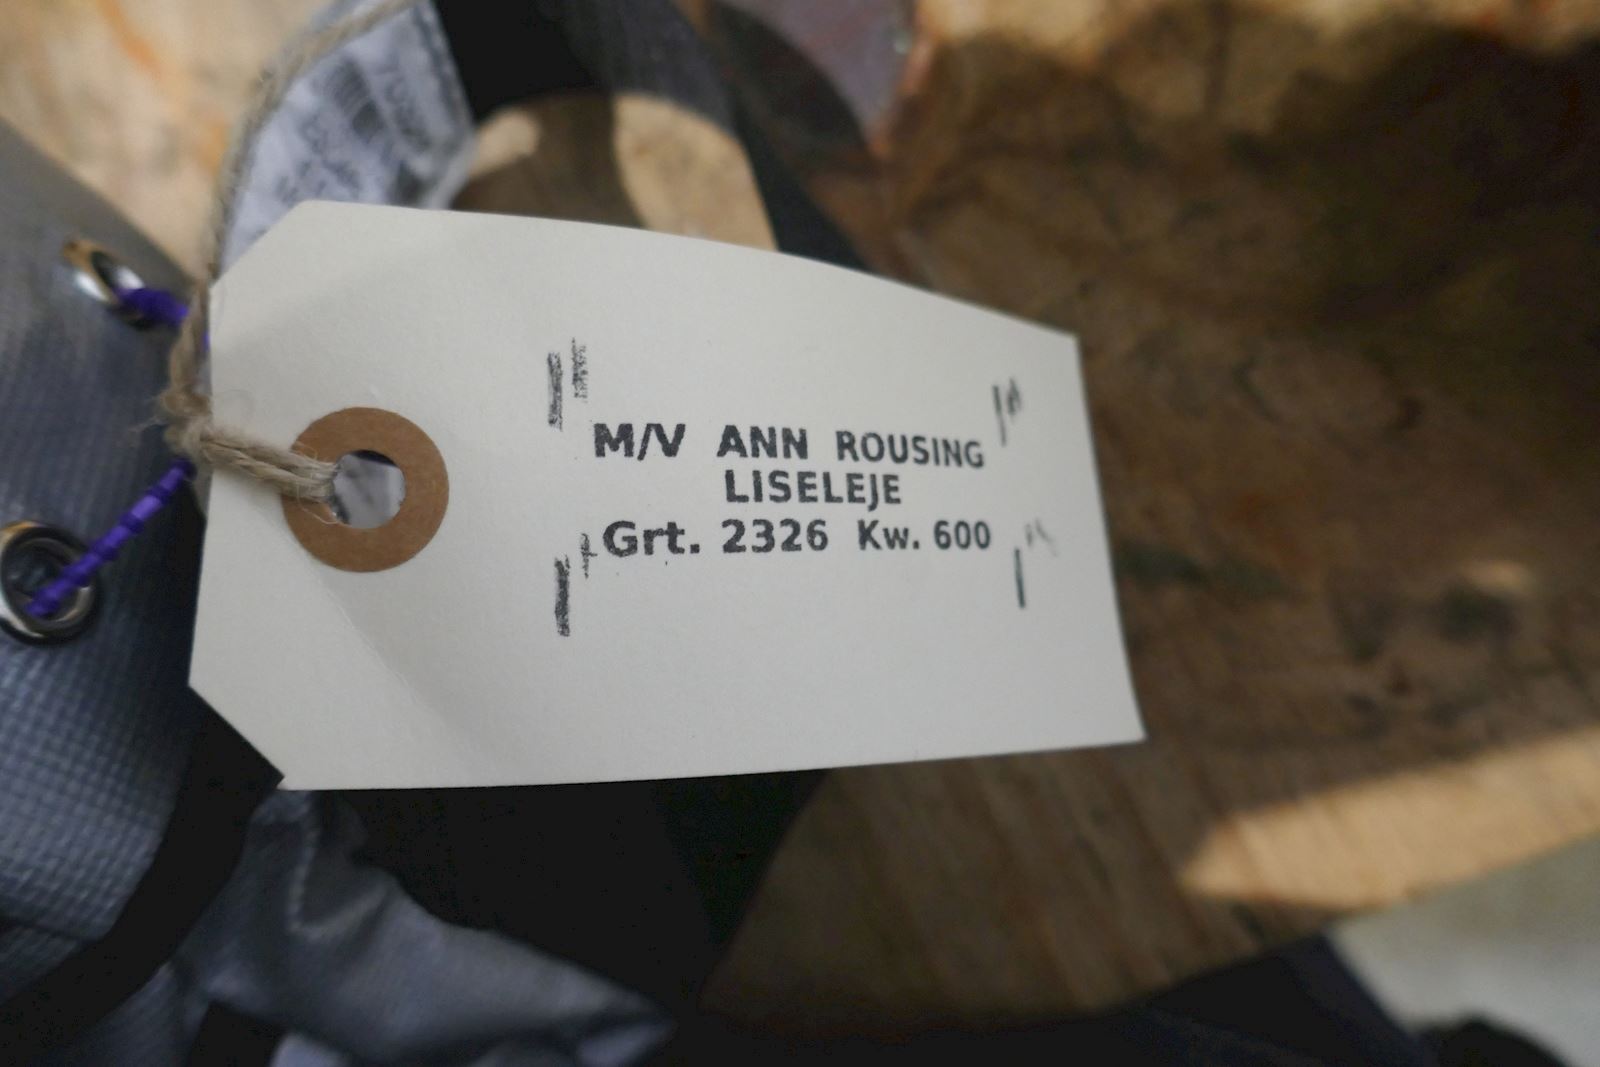 M/V ANN ROUSING
LISELEJE
Grt. 2326 Kw. 600